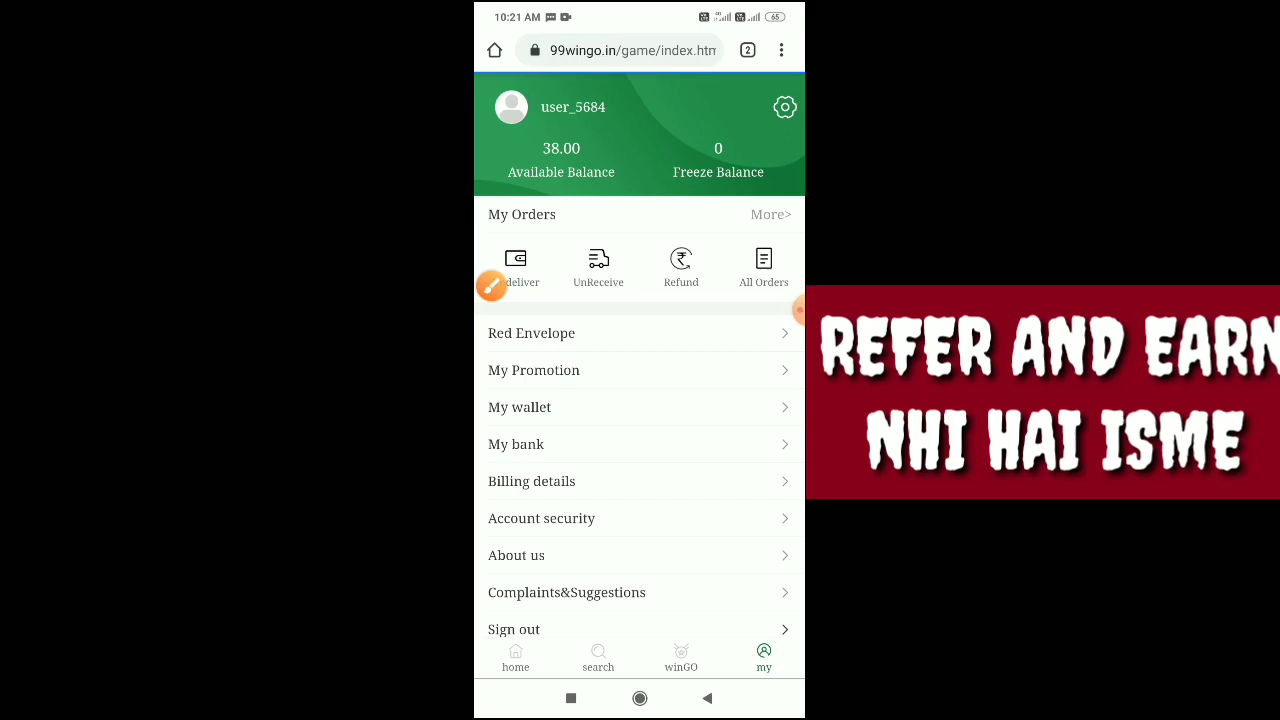 10:21 AM
65
99wingo.in/game/index.htm
2
user_5684
38.00
0
Available Balance
Freeze Balance
My Orders
More>
deliver
UnReceive
Refund
All Orders
Red Envelope
My Promotion
My wallet
My bank
Billing details
Account security
About us
Complaints&Suggestions
Sign out
home
search
winGO
my
REFER AND EARN
NHI HAI ISME